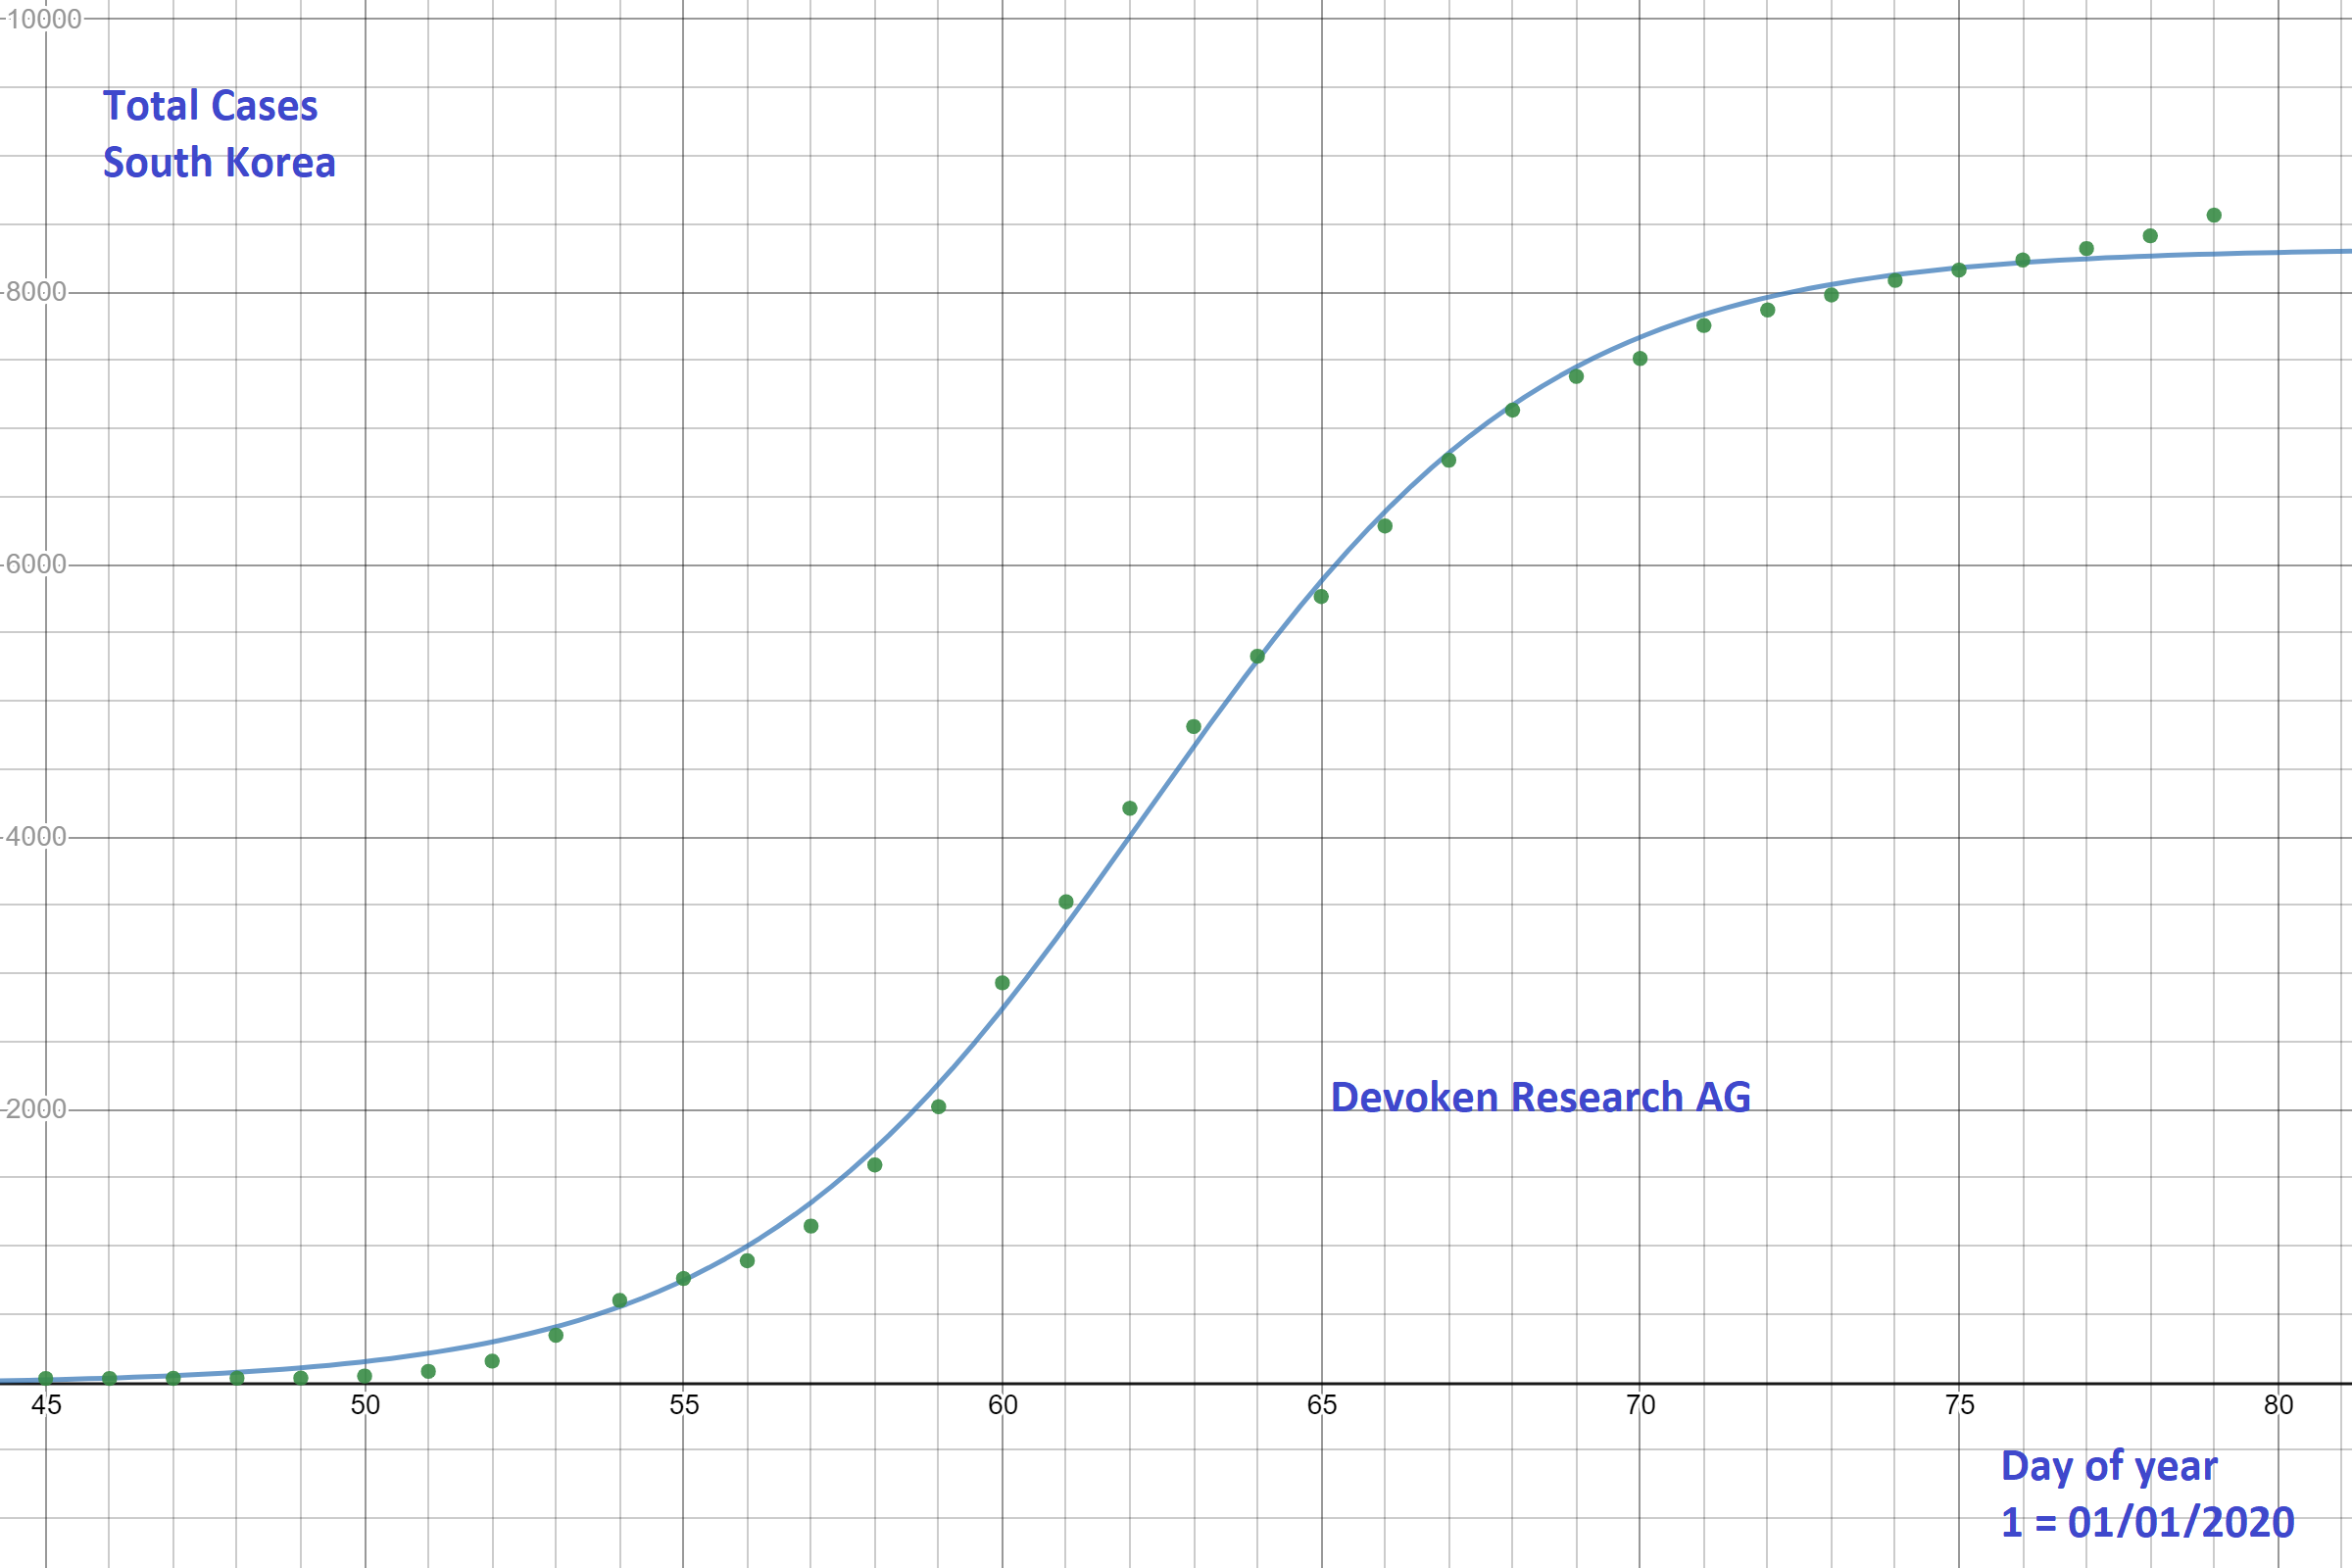 10000
Total Cases
South Korea
8000
6000
4000
2000
Devoken Research AG
45 50 55 60 65 70 75 80
Day of year
1 = 01/01/2020